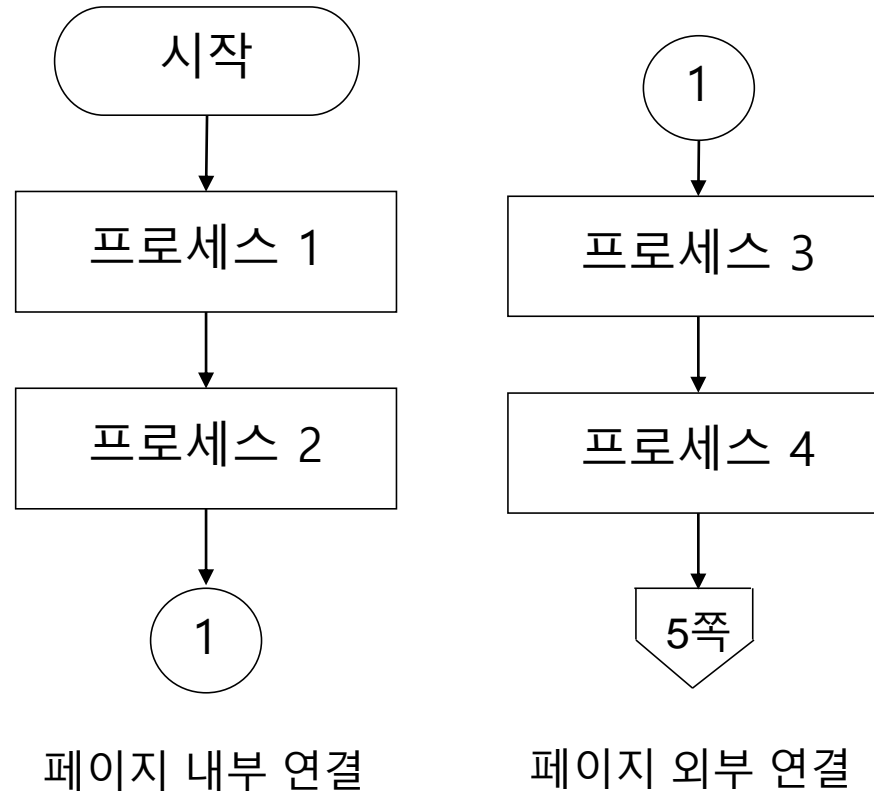 시작
프로세스 1
프로세스 2
1
페이지 내부 연결
1
프로세스 3
프로세스 4
5쪽
페이지 외부 연결